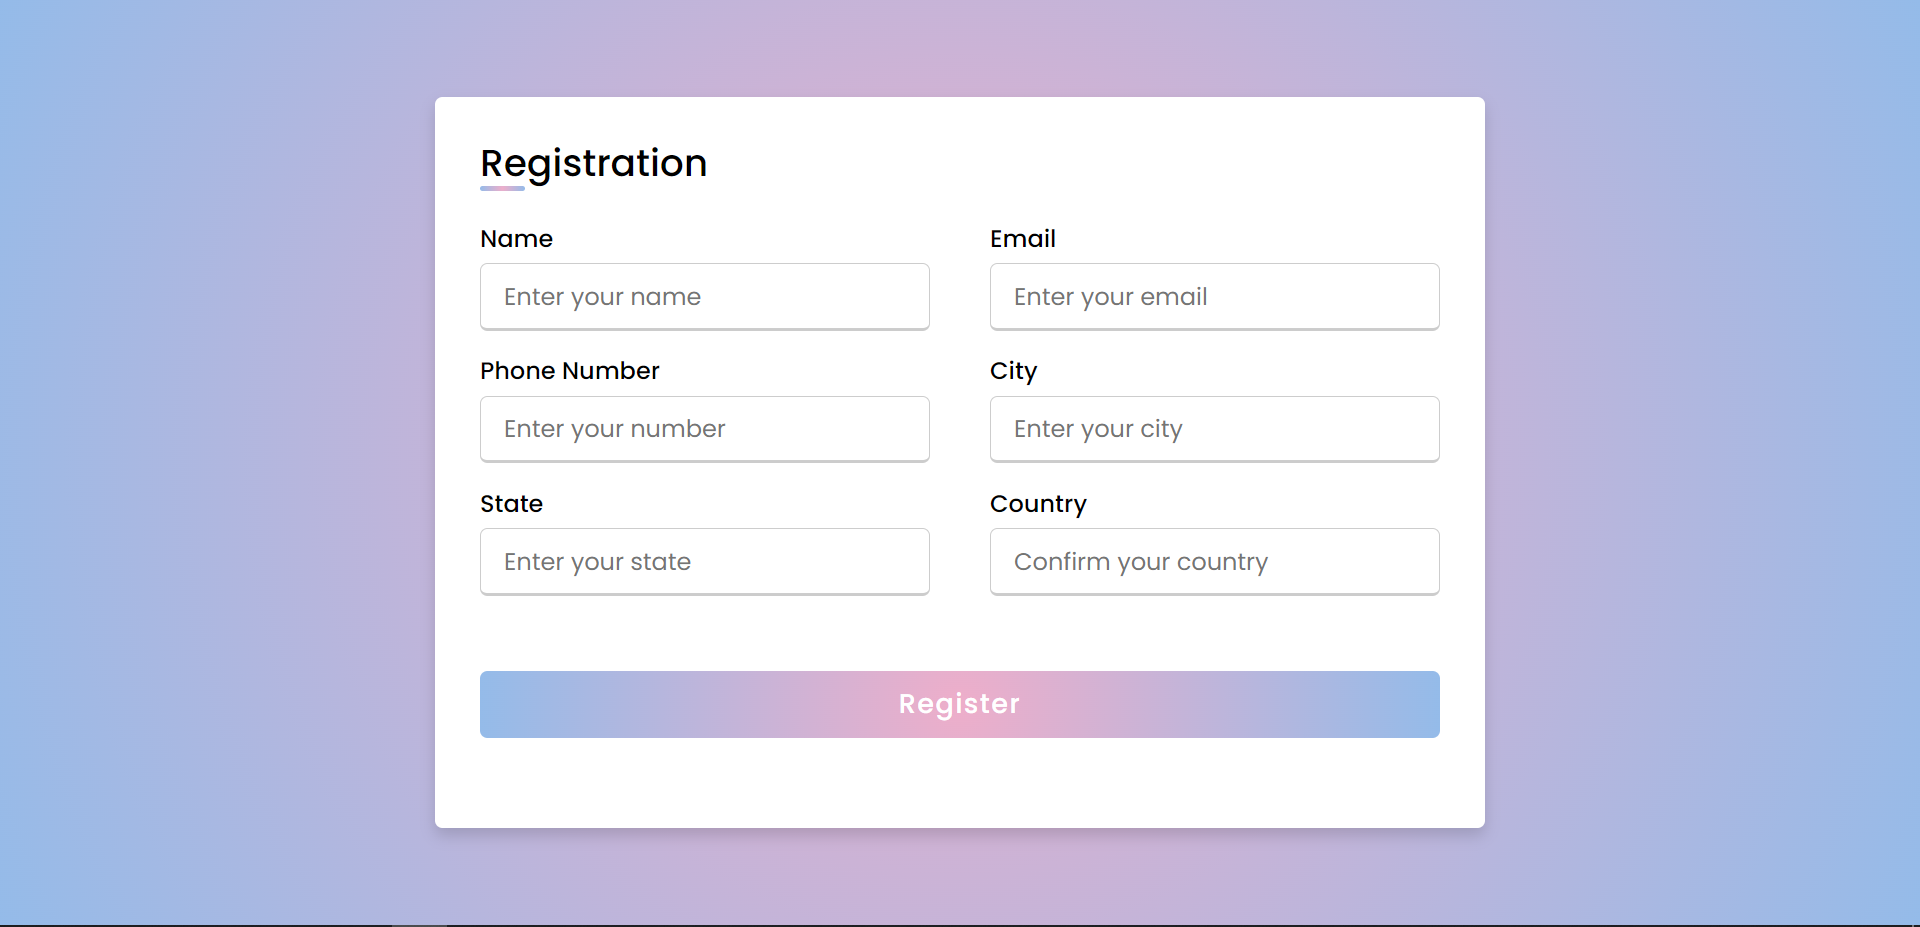 Registration
Name
Email
Enter your name
Enter your email
Phone Number
City
Enter your number
Enter your city
State
Country
Enter your state
Confirm your country
Register